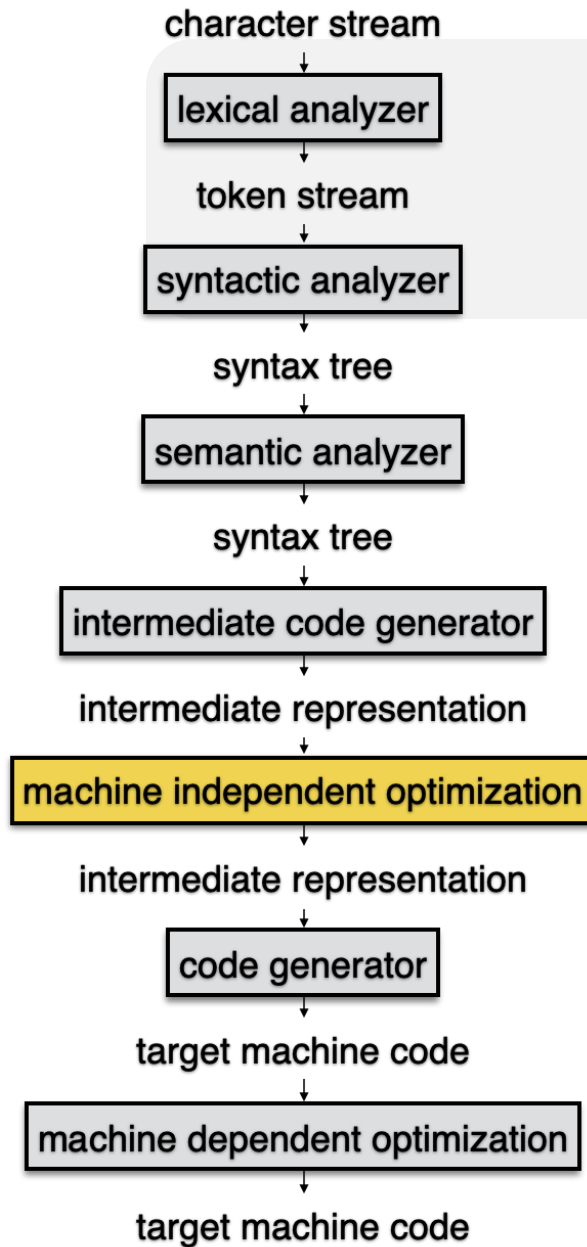 character stream
lexical analyzer
token stream
syntactic analyzer
syntax tree
semantic analyzer
syntax tree
intermediate code generator
intermediate representation
machine independent optimization
intermediate representation
code generator
target machine code
machine dependent optimization
target machine code